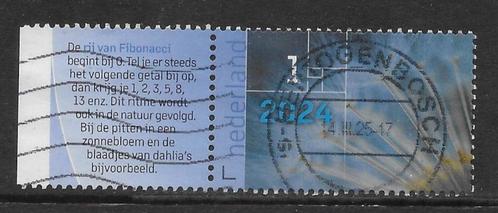 De rij van Fibonacci
begint bij 0. Tel je er steeds
het volgende getal bij op,
dan krijg je 1, 2, 3, 5, 8,
13 enz. Dit ritme wordt
ook in de natuur gevolgd.
Bij de pitten in een
zonnebloem en de
blaadjes van dahlia's
bijvoorbeeld.
nederland
1
2024
OGENBOSCH
4.III.25-17